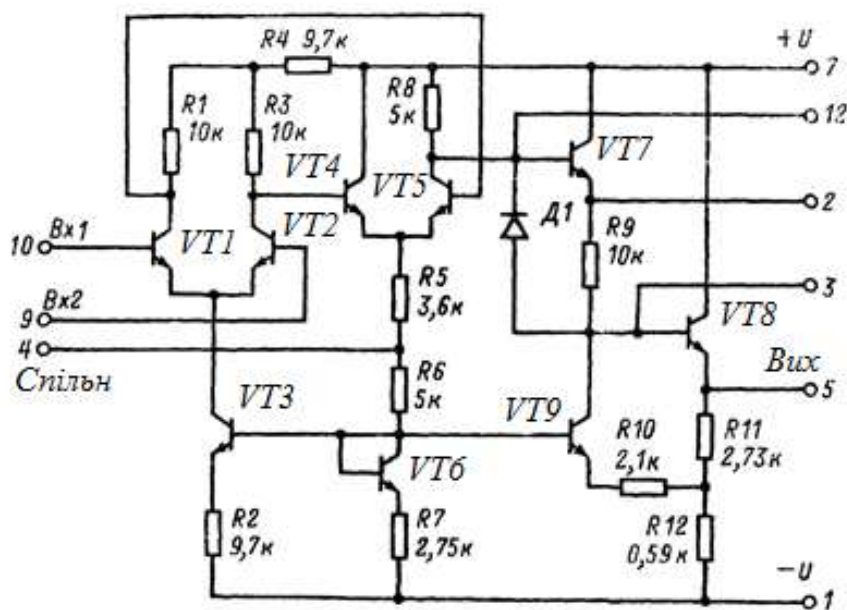 R4 9,7к
+U
7
R1
10к
R3
10к
R8
5к
12
VT4
VT5
VT7
2
10 Вх1
VT1
VT2
Д1
R9
10к
R5
3,6к
3
9 Вх2
VT8
4
Спільн
R6
5к
Вих
5
VT3
VT9
R10
2,1к
R11
2,73к
VT6
R2
9,7к
R7
2,75к
R12
0,59к
–U
1